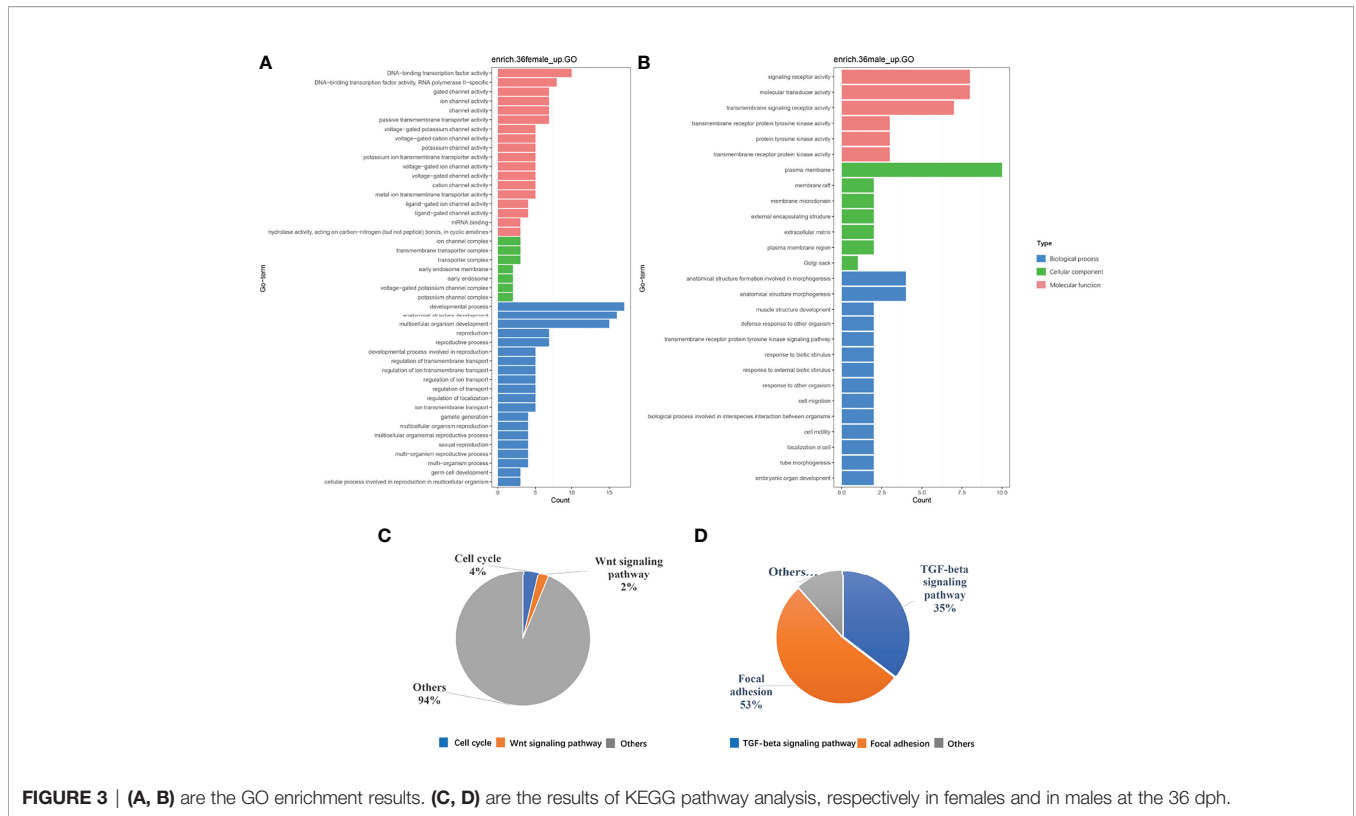 A
enrich.36female_up.GO
DNA-binding transcription factor activity
DNA-binding transcription factor activity, RNA polymerase II-specific
gated channel activity
ion channel activity
channel activity
passive transmembrane transporter activity
voltage-gated potassium channel activity
voltage-gated cation channel activity
potassium channel activity
potassium ion transmembrane transporter activity
voltage-gated ion channel activity
voltage-gated channel activity
cation channel activity
metal ion transmembrane transporter activity
ligand-gated ion channel activity
ligand-gated channel activity
mRNA binding
hydrolase activity, acting on carbon-nitrogen (but not peptide) bonds, in cyclic amidines
ion channel complex
transmembrane transporter complex
transporter complex
early endosome membrane
early endosome
voltage-gated potassium channel complex
potassium channel complex
developmental process
anatomical structure development
multicellular organism development
reproduction
reproductive process
developmental process involved in reproduction
regulation of transmembrane transport
regulation of ion transmembrane transport
regulation of ion transport
regulation of transport
regulation of localization
ion transmembrane transport
gamete generation
multicellular organism reproduction
multicellular organismal reproductive process
sexual reproduction
multi-organism reproductive process
multi-organism process
germ cell development
cellular process involved in reproduction in multicellular organism
Go-term
0 5 10 15
Count
B
enrich.36male_up.GO
signaling receptor activity
molecular transducer activity
transmembrane signaling receptor activity
transmembrane receptor protein tyrosine kinase activity
protein tyrosine kinase activity
transmembrane receptor protein kinase activity
plasma membrane
membrane raft
membrane microdomain
external encapsulating structure
extracellular matrix
plasma membrane region
Golgi stack
anatomical structure formation involved in morphogenesis
anatomical structure morphogenesis
muscle structure development
defense response to other organism
transmembrane receptor protein tyrosine kinase signaling pathway
response to biotic stimulus
response to external biotic stimulus
response to other organism
cell migration
biological process involved in interspecies interaction between organisms
cell motility
localization of cell
tube morphogenesis
embryonic organ development
Go-term
0.0 2.5 5.0 7.5 10.0
Count
Type
Biological process
Cellular component
Molecular function
C
Cell cycle
4%
Wnt signaling
pathway
2%
Others
94%
Cell cycle Wnt signaling pathway Others
D
Others...
TGF-beta
signaling
pathway
35%
Focal
adhesion
53%
TGF-beta signaling pathway Focal adhesion Others
FIGURE 3 | (A, B) are the GO enrichment results. (C, D) are the results of KEGG pathway analysis, respectively in females and in males at the 36 dph.